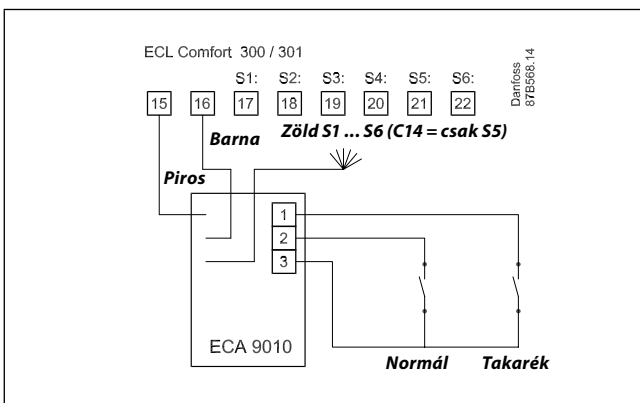 ECL Comfort 300 / 301
S1: S2: S3: S4: S5: S6:
15 16 17 18 19 20 21 22
Danfoss
87B568.14
Barna
Zöld S1 ... S6 (C14 = csak S5)
Piros
1
2
3
ECA 9010
Normál Takarék